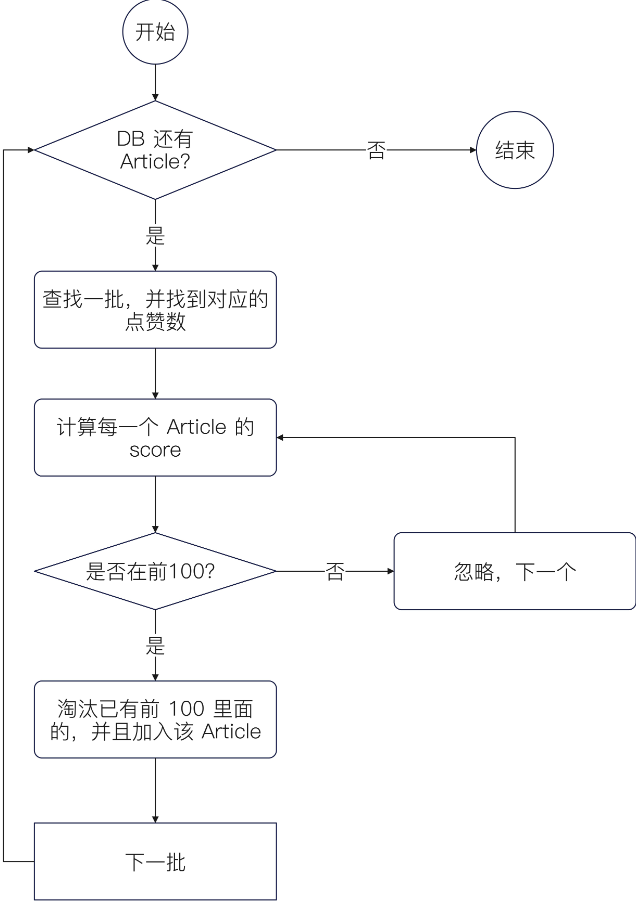 开始
DB 还有
Article?
否
结束
是
查找一批，并找到对应的
点赞数
计算每一个 Article 的
score
是否在前100?
否
忽略，下一个
是
淘汰已有前 100 里面
的，并且加入该 Article
下一批